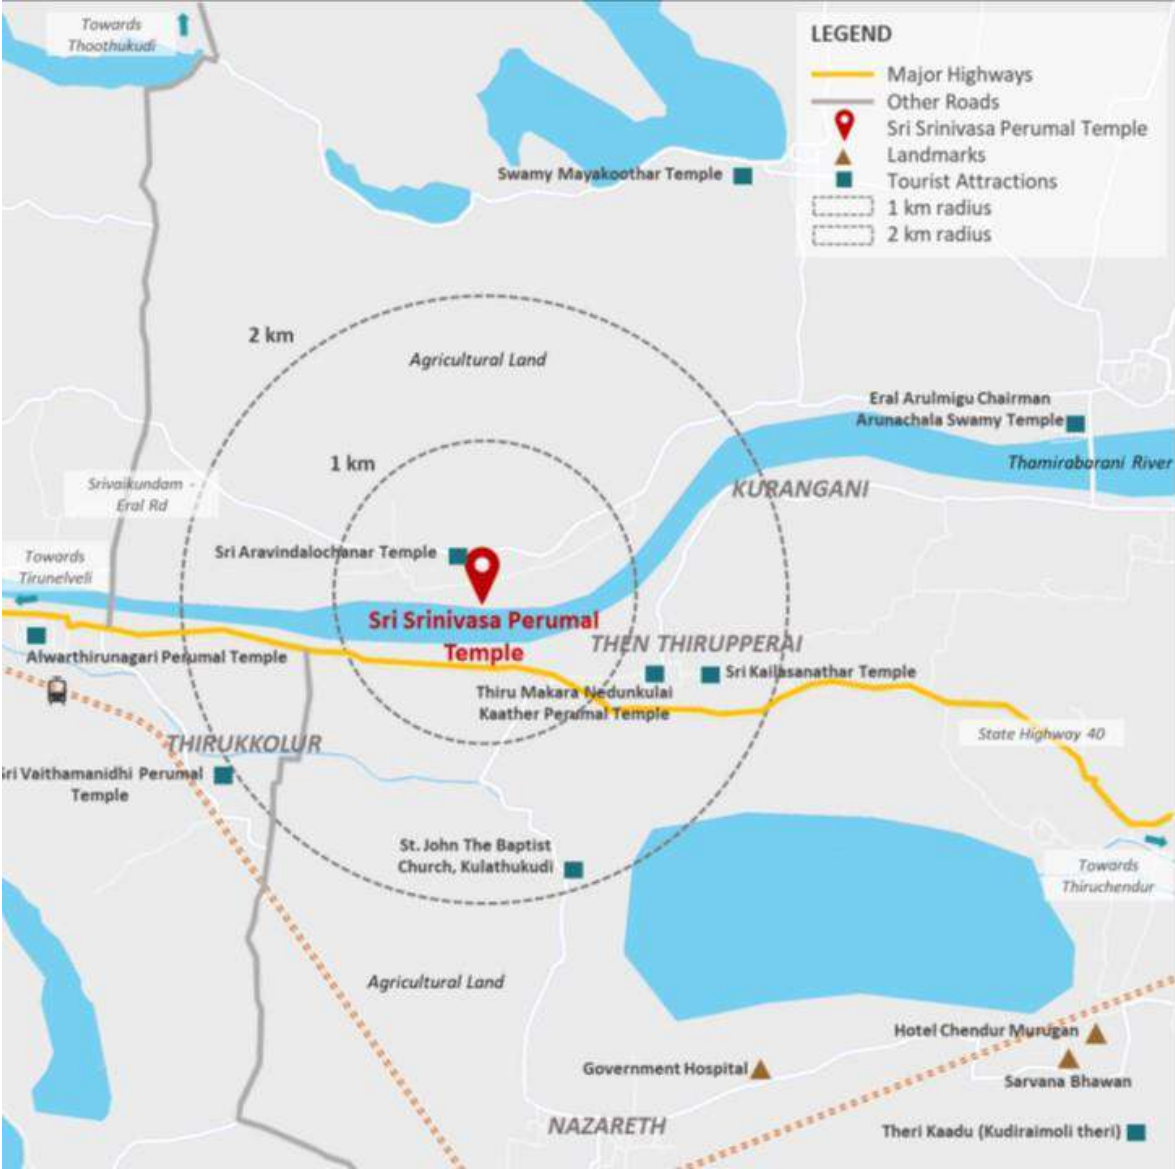 Towards
Thoothukudi
LEGEND
Major Highways
Other Roads
Sri Srinivasa Perumal Temple
Landmarks
Tourist Attractions
1 km radius
2 km radius
Swamy Mayakoothar Temple
2 km
Agricultural Land
Eral Arulmigu Chairman
Arunachala Swamy Temple
1 km
Thamirabarani River
Srivaikundam -
Eral Rd
KURANGANI
Sri Aravindalochanar Temple
Towards
Tirunelveli
Sri Srinivasa Perumal
Temple
THEN THIRUPPERAI
Alwarthirunagari Perumal Temple
Sri Kailasanathar Temple
Thiru Makara Nedunkulai
Kaather Perumal Temple
State Highway 40
THIRUKKOLUR
Sri Vaithamanidhi Perumal
Temple
St. John The Baptist
Church, Kulathukudi
Towards
Thiruchendur
Agricultural Land
Hotel Chendur Murugan
Government Hospital
Sarvana Bhawan
NAZARETH
Theri Kaadu (Kudiraimoli theri)